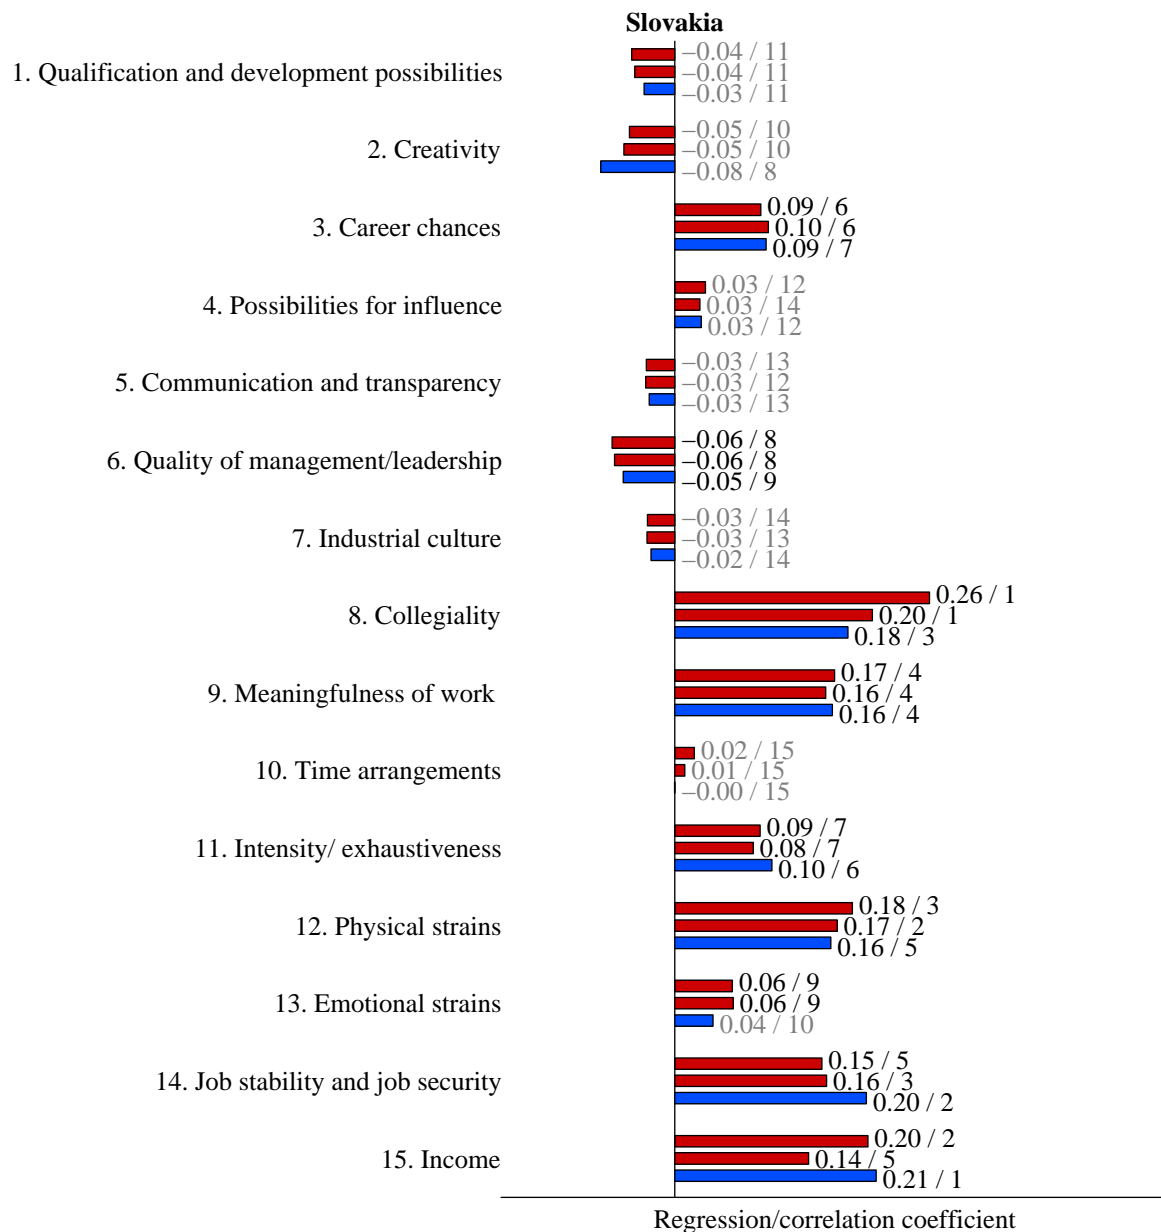 Slovakia
1. Qualification and development possibilities
–0.04 / 11
–0.04 / 11
–0.03 / 11
2. Creativity
–0.05 / 10
–0.05 / 10
–0.08 / 8
3. Career chances
0.09 / 6
0.10 / 6
0.09 / 7
4. Possibilities for influence
0.03 / 12
0.03 / 14
0.03 / 12
5. Communication and transparency
–0.03 / 13
–0.03 / 12
–0.03 / 13
6. Quality of management/leadership
–0.06 / 8
–0.06 / 8
–0.05 / 9
7. Industrial culture
–0.03 / 14
–0.03 / 13
–0.02 / 14
8. Collegiality
0.26 / 1
0.20 / 1
0.18 / 3
9. Meaningfulness of work
0.17 / 4
0.16 / 4
0.16 / 4
10. Time arrangements
0.02 / 15
0.01 / 15
–0.00 / 15
11. Intensity/ exhaustiveness
0.09 / 7
0.08 / 7
0.10 / 6
12. Physical strains
0.18 / 3
0.17 / 2
0.16 / 5
13. Emotional strains
0.06 / 9
0.06 / 9
0.04 / 10
14. Job stability and job security
0.15 / 5
0.16 / 3
0.20 / 2
15. Income
0.20 / 2
0.14 / 5
0.21 / 1
Regression/correlation coefficient